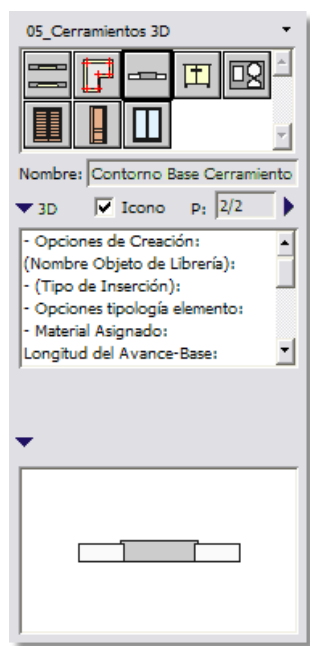 05_Cerramientos 3D
Nombre: Contorno Base Cerramiento
3D Icono P: 2/2
- Opciones de Creación:
(Nombre Objeto de Librería):
- (Tipo de Inserción):
- Opciones tipología elemento:
- Material Asignado:
Longitud del Avance-Base: